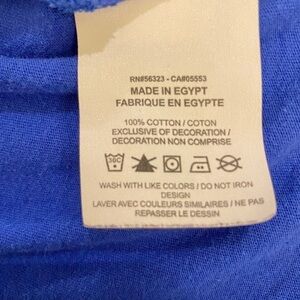 RN#56323 - CA#05553
MADE IN EGYPT
FABRIQUE EN EGYPTE
100% COTTON / COTON
EXCLUSIVE OF DECORATION /
DECORATION NON COMPRISE
30C
WASH WITH LIKE COLORS / DO NOT IRON
DESIGN
LAVER AVEC COULEURS SIMILAIRES / NE PAS
REPASSER LE DESSIN